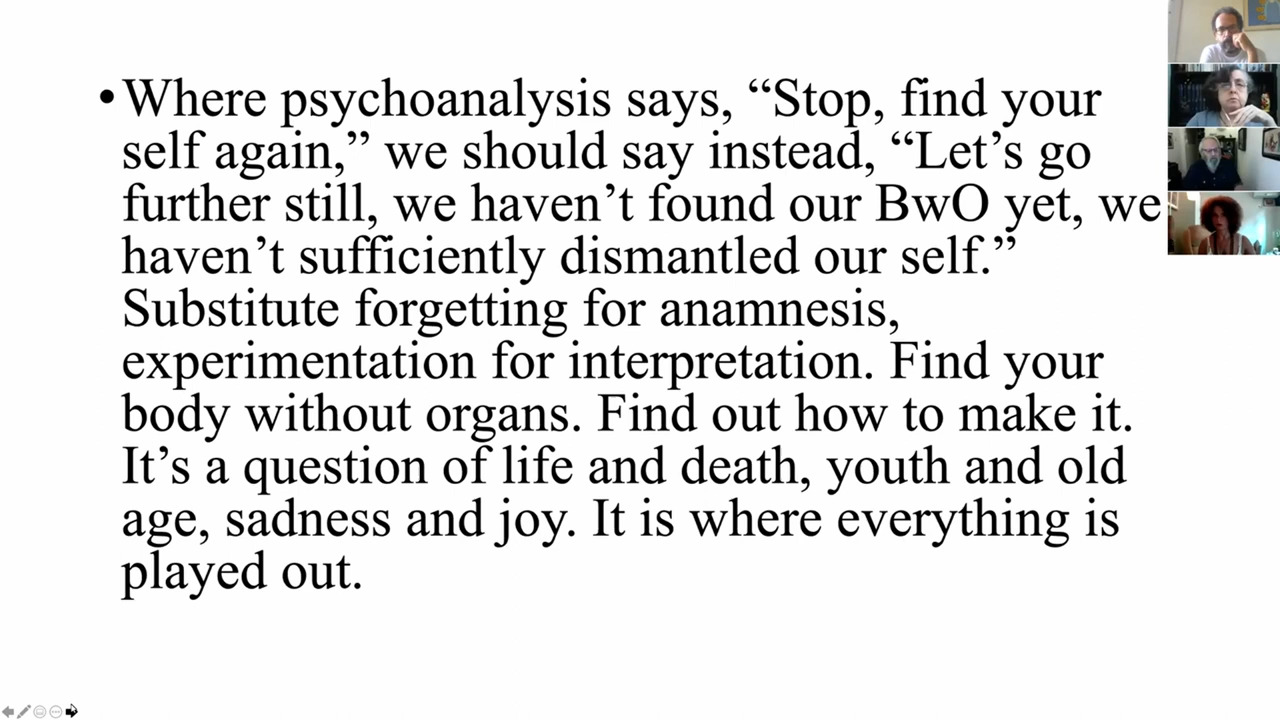 • Where psychoanalysis says, “Stop, find your
self again,” we should say instead, “Let’s go
further still, we haven’t found our BwO yet, we
haven’t sufficiently dismantled our self.”
Substitute forgetting for anamnesis,
experimentation for interpretation. Find your
body without organs. Find out how to make it.
It’s a question of life and death, youth and old
age, sadness and joy. It is where everything is
played out.